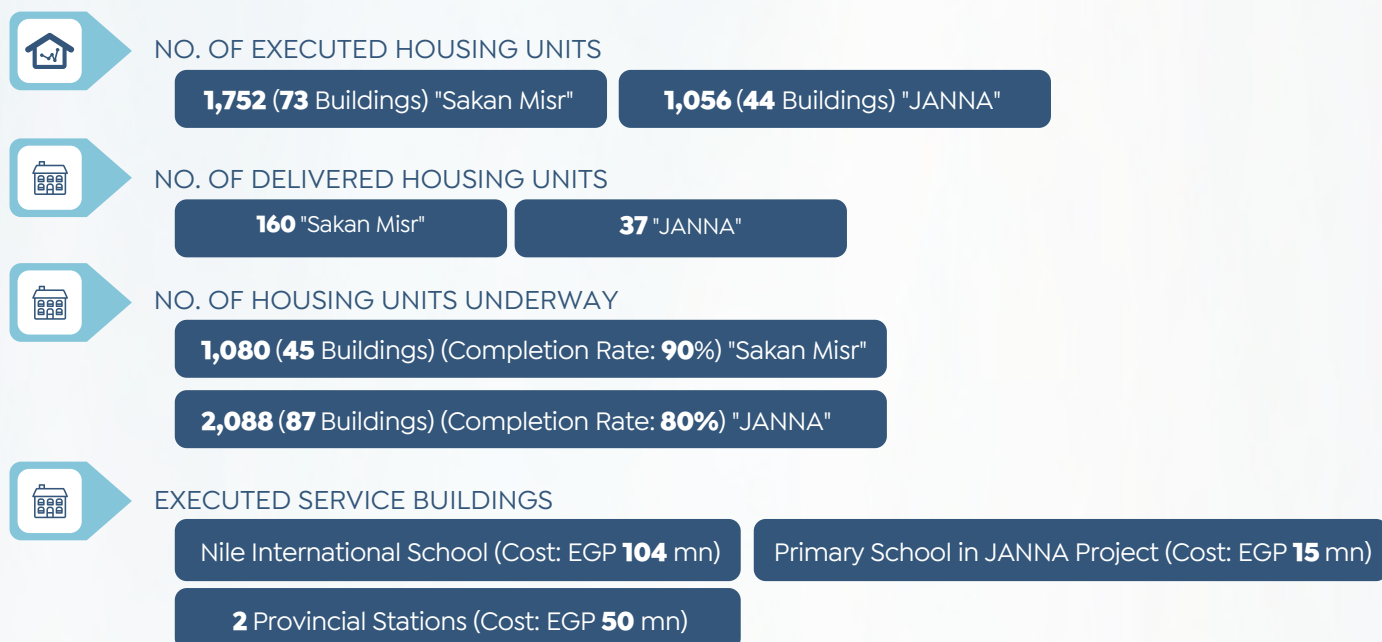 NO. OF EXECUTED HOUSING UNITS
1,752 (73 Buildings) "Sakan Misr"
1,056 (44 Buildings) "JANNA"
NO. OF DELIVERED HOUSING UNITS
160 "Sakan Misr"
37 "JANNA"
NO. OF HOUSING UNITS UNDERWAY
1,080 (45 Buildings) (Completion Rate: 90%) "Sakan Misr"
2,088 (87 Buildings) (Completion Rate: 80%) "JANNA"
EXECUTED SERVICE BUILDINGS
Nile International School (Cost: EGP 104 mn)
Primary School in JANNA Project (Cost: EGP 15 mn)
2 Provincial Stations (Cost: EGP 50 mn)